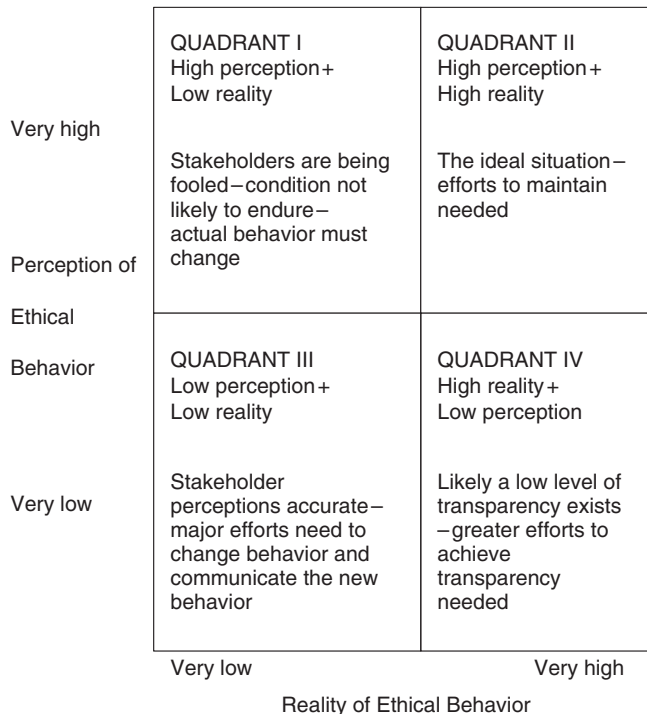 QUADRANT I
High perception+
Low reality
Stakeholders are being
fooled–condition not
likely to endure–
actual behavior must
change
QUADRANT II
High perception+
High reality
The ideal situation–
efforts to maintain
needed
Very high
Perception of
Ethical
Behavior
Very low
QUADRANT III
Low perception+
Low reality
Stakeholder
perceptions accurate–
major efforts need to
change behavior and
communicate the new
behavior
QUADRANT IV
High reality+
Low perception
Likely a low level of
transparency exists
–greater efforts to
achieve
transparency
needed
Very low
Very high
Reality of Ethical Behavior